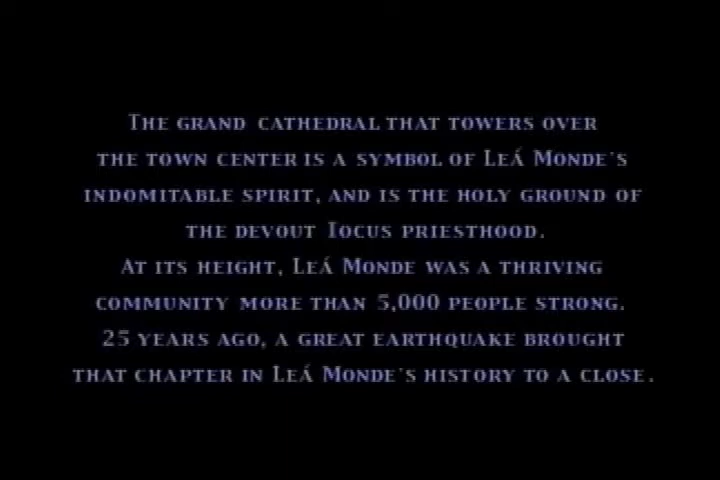 The grand cathedral that towers over
the town center is a symbol of Leá Monde's
indomitable spirit, and is the holy ground of
the devout Iocus priesthood.
At its height, Leá Monde was a thriving
community more than 5,000 people strong.
25 years ago, a great earthquake brought
that chapter in Leá Monde's history to a close.